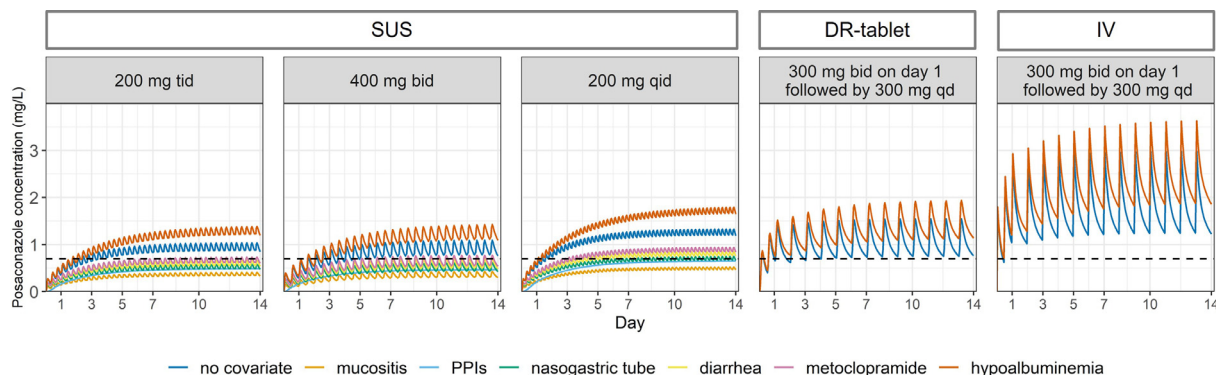 SUS
DR-tablet
IV
200 mg tid
400 mg bid
200 mg qid
300 mg bid on day 1
followed by 300 mg qd
300 mg bid on day 1
followed by 300 mg qd
Posaconazole concentration (mg/L)
3
2
1
0
1 3 5 7 10 14
1 3 5 7 10 14
1 3 5 7 10 14
1 3 5 7 10 14
1 3 5 7 10 14
Day
no covariate mucositis PPIs nasogastric tube diarrhea metoclopramide hypoalbuminemia